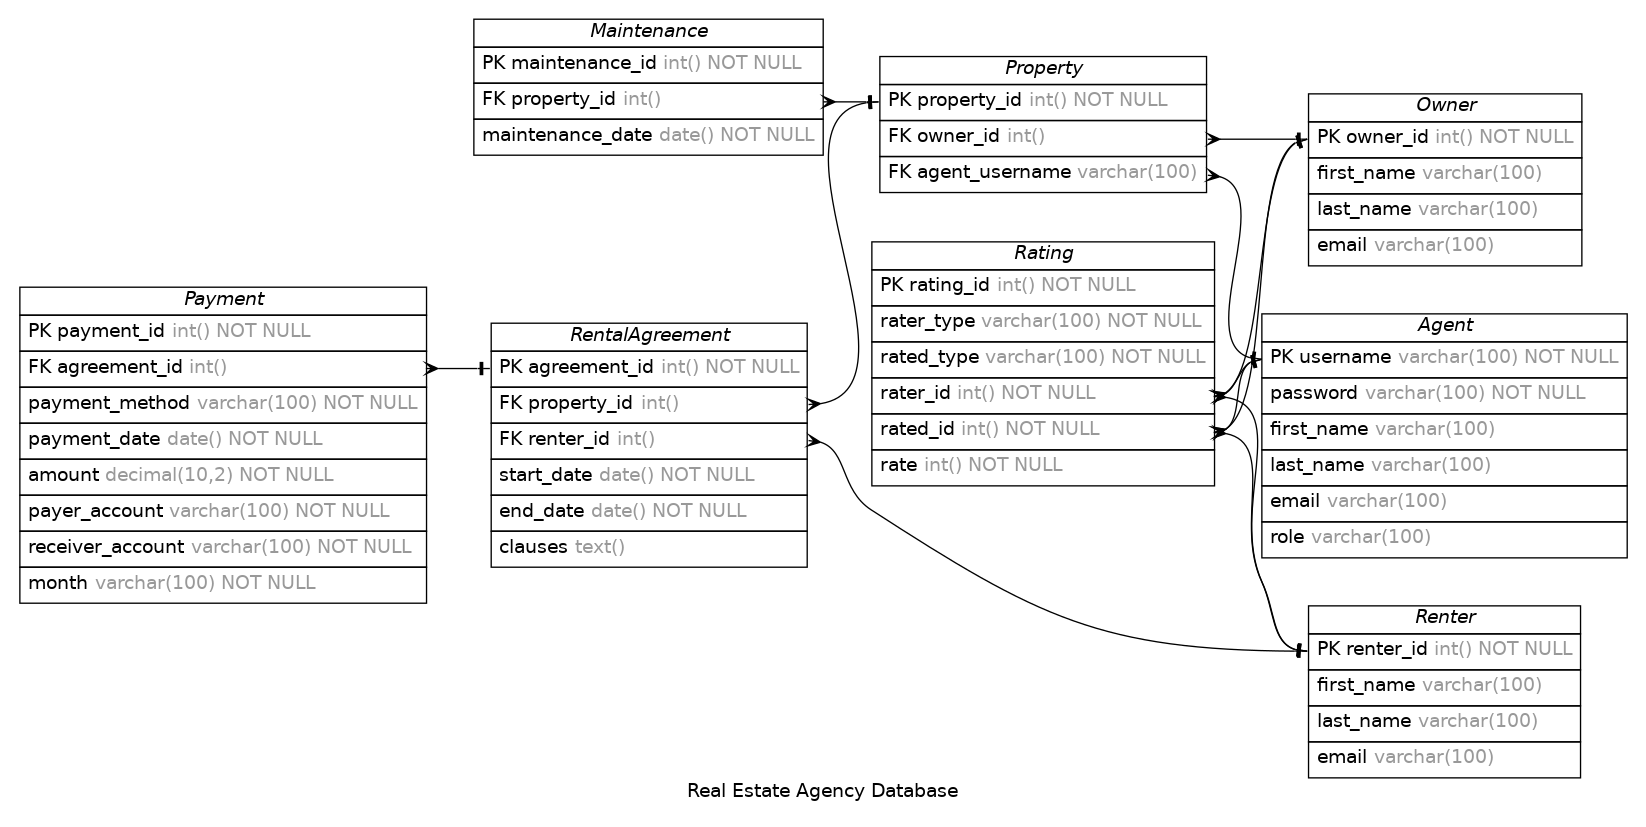 Maintenance
PK maintenance_id int() NOT NULL
FK property_id int()
maintenance_date date() NOT NULL
Property
PK property_id int() NOT NULL
FK owner_id int()
FK agent_username varchar(100)
Owner
PK owner_id int() NOT NULL
first_name varchar(100)
last_name varchar(100)
email varchar(100)
Rating
PK rating_id int() NOT NULL
rater_type varchar(100) NOT NULL
rated_type varchar(100) NOT NULL
rater_id int() NOT NULL
rated_id int() NOT NULL
rate int() NOT NULL
Payment
PK payment_id int() NOT NULL
FK agreement_id int()
payment_method varchar(100) NOT NULL
payment_date date() NOT NULL
amount decimal(10,2) NOT NULL
payer_account varchar(100) NOT NULL
receiver_account varchar(100) NOT NULL
month varchar(100) NOT NULL
RentalAgreement
PK agreement_id int() NOT NULL
FK property_id int()
FK renter_id int()
start_date date() NOT NULL
end_date date() NOT NULL
clauses text()
Agent
PK username varchar(100) NOT NULL
password varchar(100) NOT NULL
first_name varchar(100)
last_name varchar(100)
email varchar(100)
role varchar(100)
Renter
PK renter_id int() NOT NULL
first_name varchar(100)
last_name varchar(100)
email varchar(100)
Real Estate Agency Database